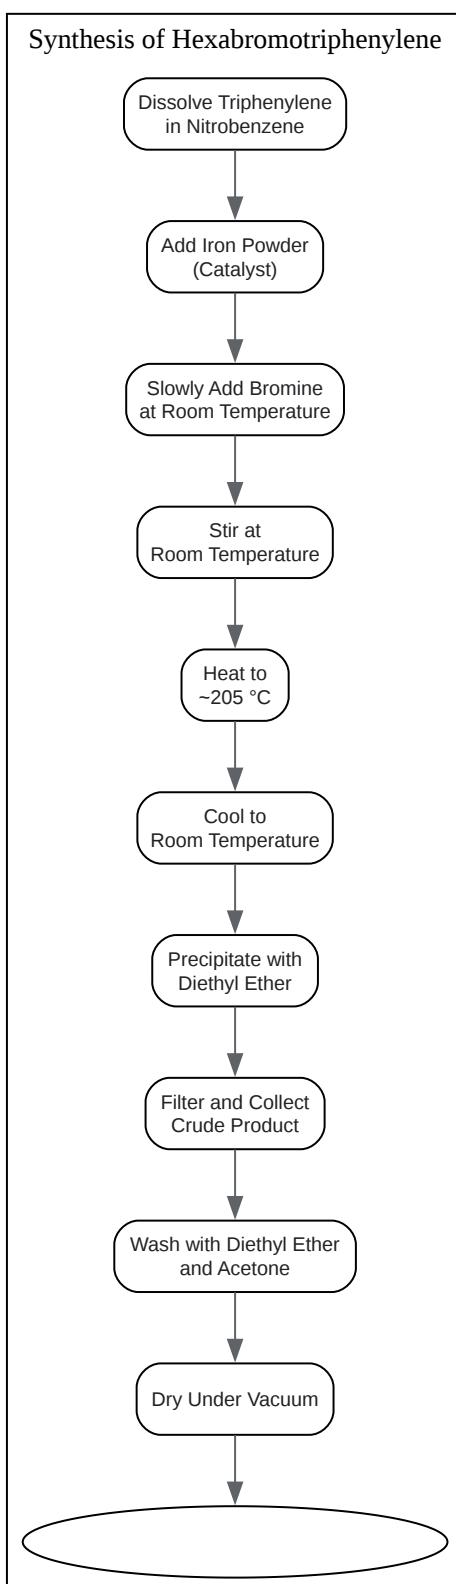 Synthesis of Hexabromotriphenylene
Dissolve Triphenylene
in Nitrobenzene
Add Iron Powder
(Catalyst)
Slowly Add Bromine
at Room Temperature
Stir at
Room Temperature
Heat to
~205 °C
Cool to
Room Temperature
Precipitate with
Diethyl Ether
Filter and Collect
Crude Product
Wash with Diethyl Ether
and Acetone
Dry Under Vacuum